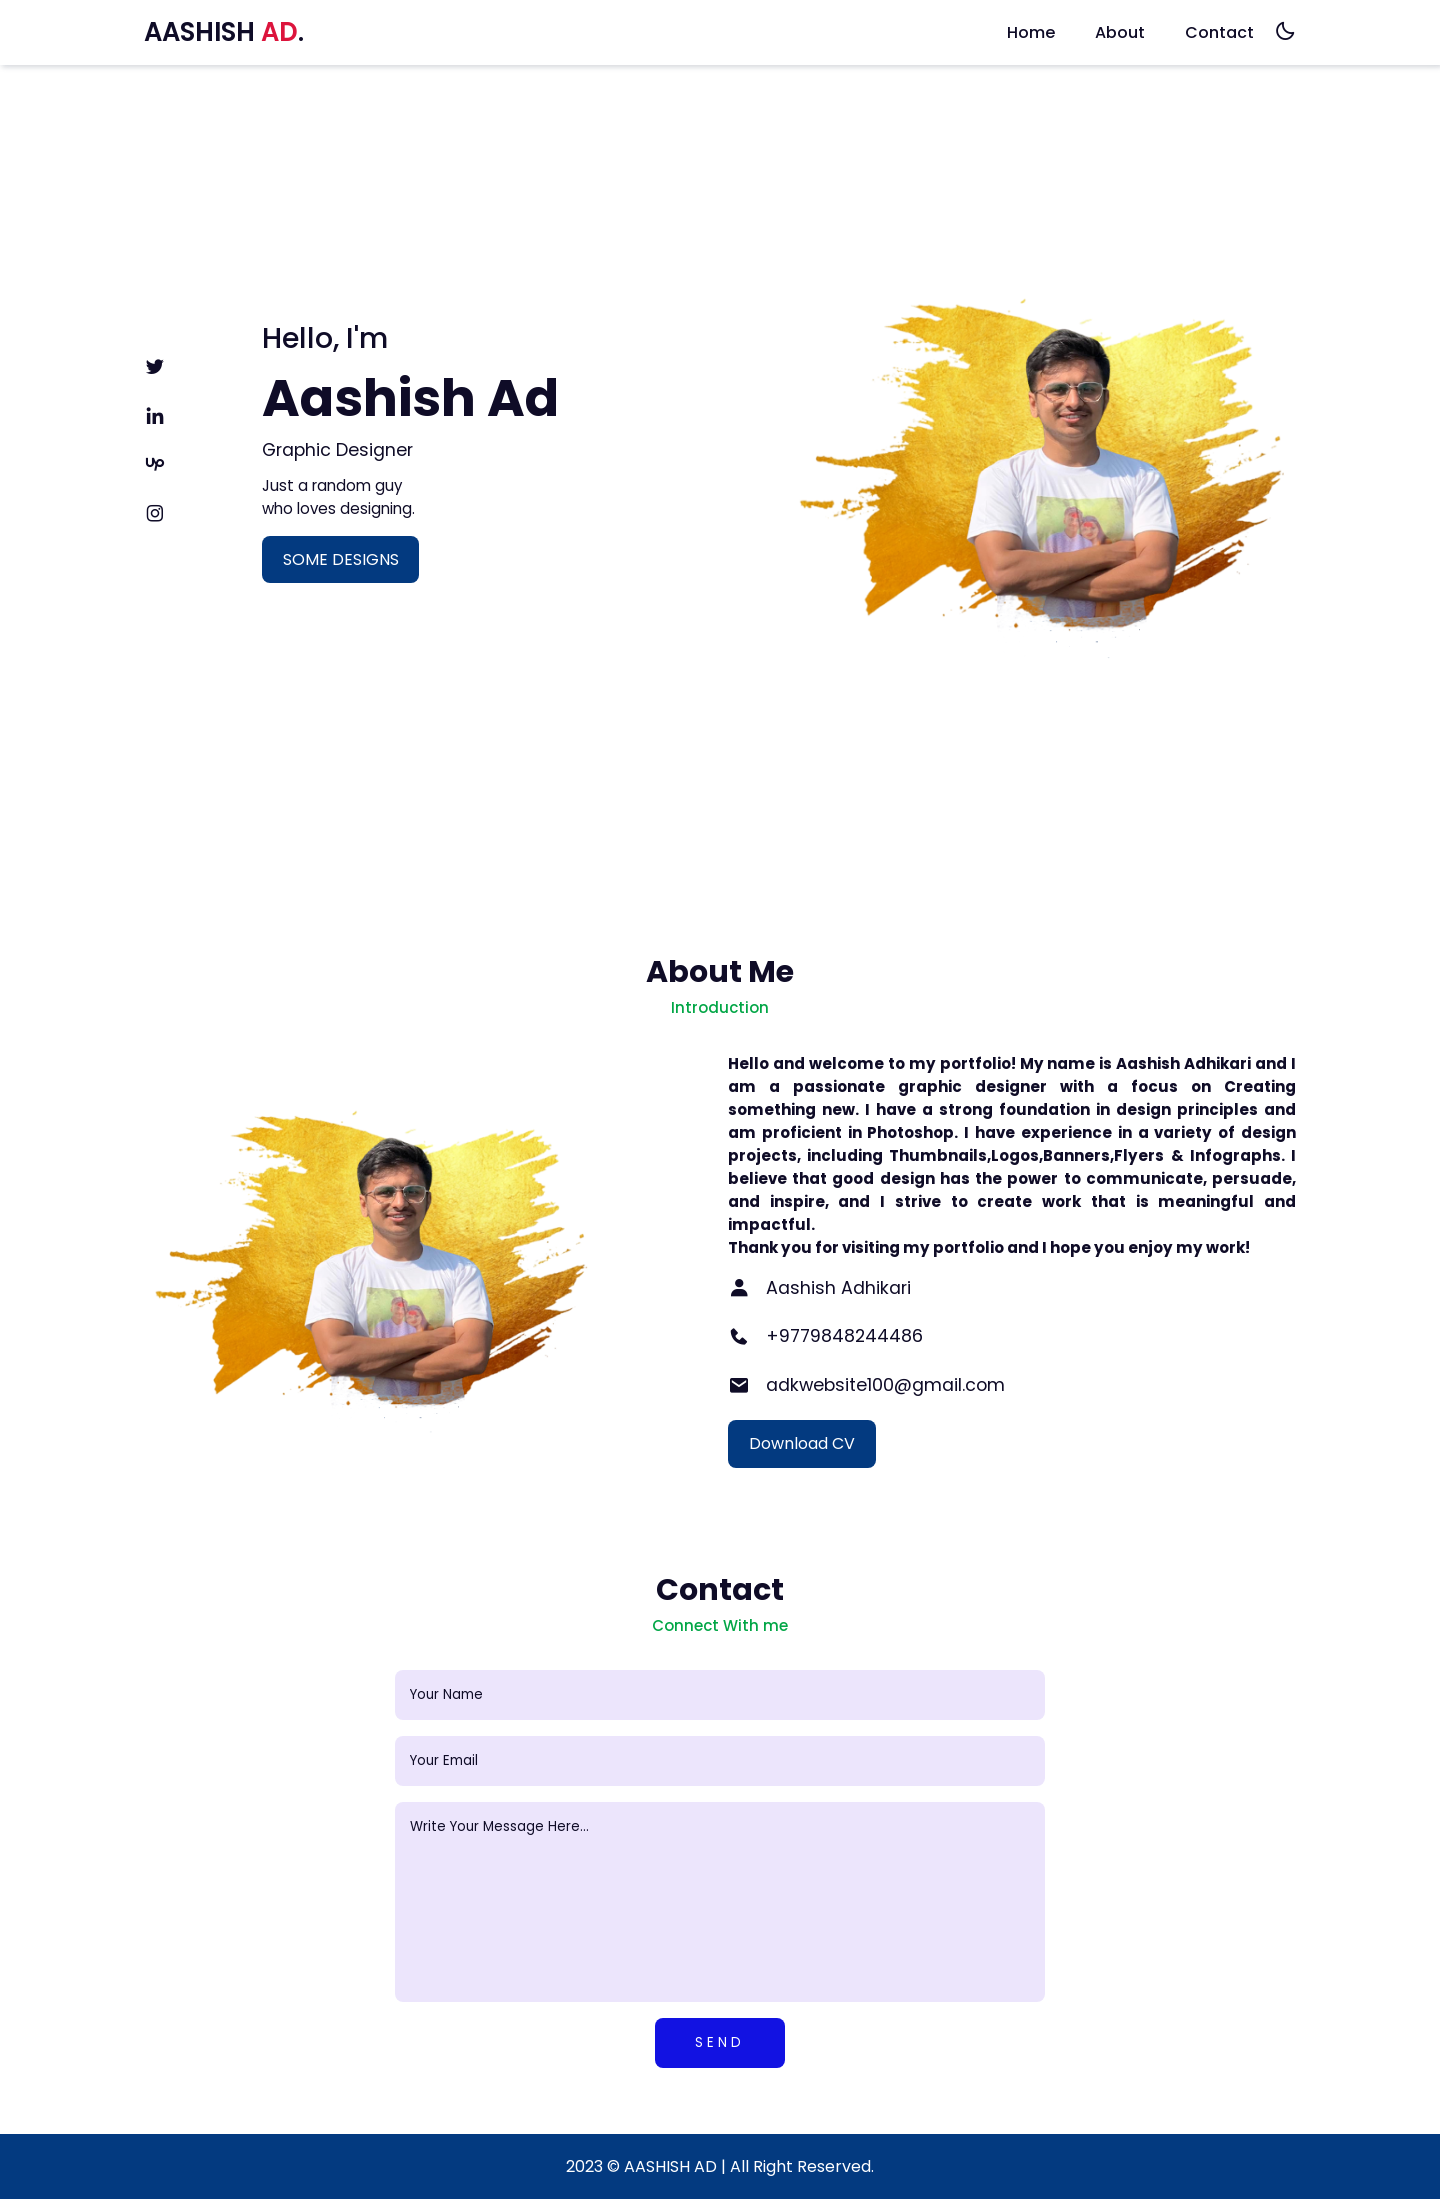 AASHISH AD.
Home
About
Contact
Hello, I'm
Aashish Ad
Graphic Designer
Just a random guy
who loves designing.
SOME DESIGNS
About Me
Introduction
Hello and welcome to my portfolio! My name is Aashish Adhikari and I
am a passionate graphic designer with a focus on Creating
something new. I have a strong foundation in design principles and
am proficient in Photoshop. I have experience in a variety of design
projects, including Thumbnails,Logos,Banners,Flyers & Infographs. I
believe that good design has the power to communicate, persuade,
and inspire, and I strive to create work that is meaningful and
impactful.
Thank you for visiting my portfolio and I hope you enjoy my work!
Aashish Adhikari
+9779848244486
adkwebsite100@gmail.com
Download CV
Contact
Connect With me
Your Name
Your Email
Write Your Message Here...
SEND
2023 © AASHISH AD | All Right Reserved.